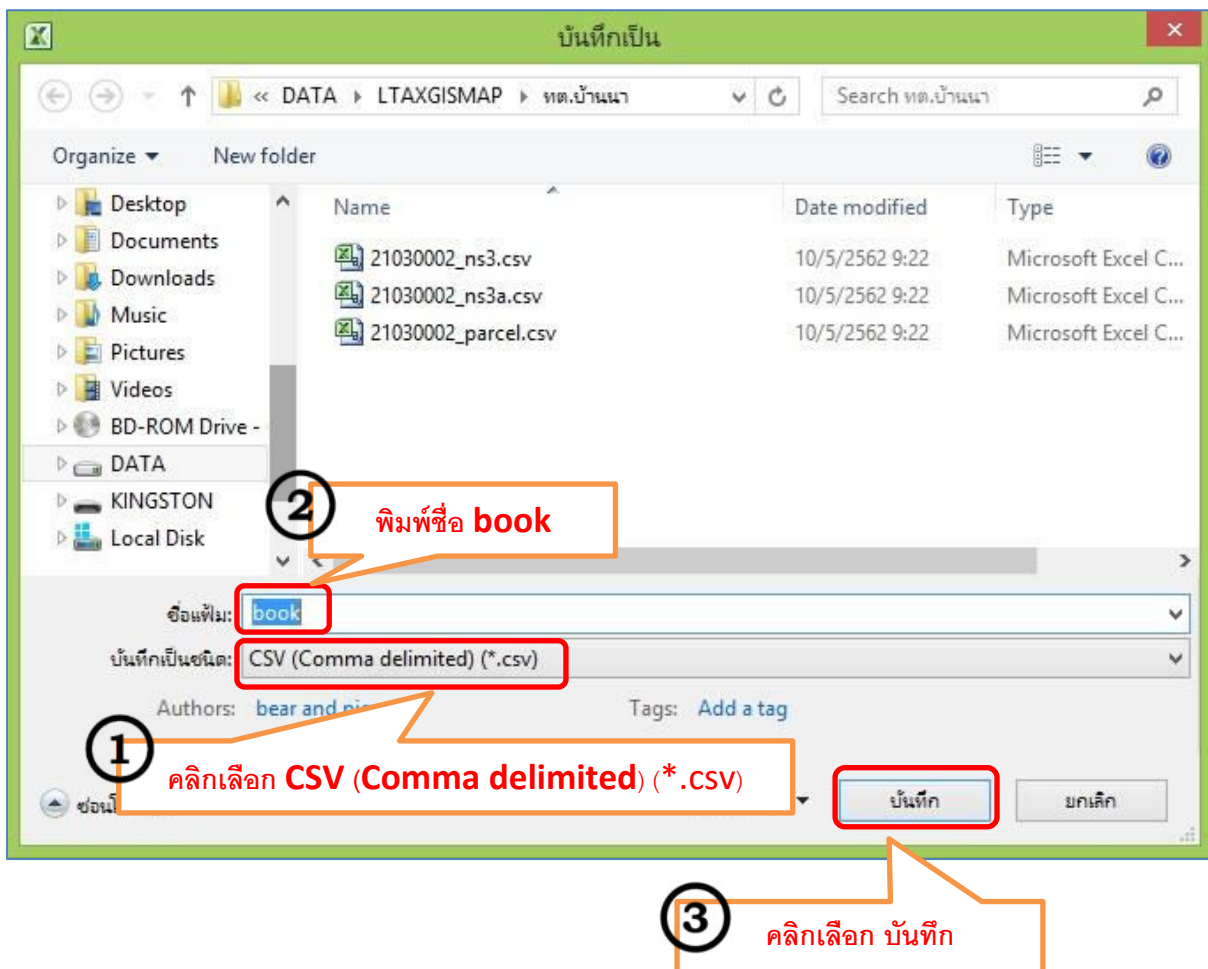 บันทึกเป็น
« DATA LTAXGISMAP ทต.บ้านนา Search ทต.บ้านนา
Organize New folder
Desktop Name Date modified Type
Documents
21030002_ns3.csv 10/5/2562 9:22 Microsoft Excel C...
Downloads
21030002_ns3a.csv 10/5/2562 9:22 Microsoft Excel C...
Music
21030002_parcel.csv 10/5/2562 9:22 Microsoft Excel C...
Pictures
Videos
BD-ROM Drive -
DATA
KINGSTON
2 พิมพ์ชื่อ book
Local Disk
ชื่อแฟ้ม: book
บันทึกเป็นชนิด: CSV (Comma delimited) (*.csv)
Authors: bear and Tags: Add a tag
1 คลิกเลือก CSV (Comma delimited) (*.csv)
บันทึก ยกเลิก
3 คลิกเลือก บันทึก